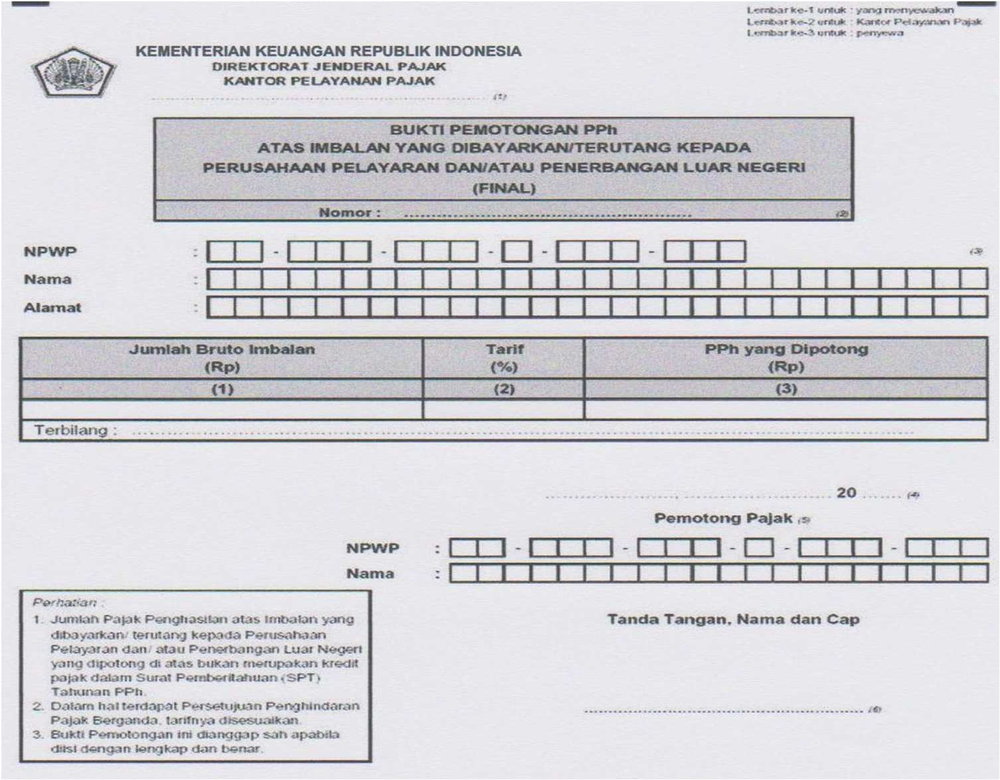 Lembar ke-1 untuk : yang menyewakan
Lembar ke-2 untuk : Kantor Pelayanan Pajak
Lembar ke-3 untuk : penyewa
KEMENTERIAN KEUANGAN REPUBLIK INDONESIA
DIREKTORAT JENDERAL PAJAK
KANTOR PELAYANAN PAJAK
........................................ (1)
BUKTI PEMOTONGAN PPh
ATAS IMBALAN YANG DIBAYARKAN/TERUTANG KEPADA
PERUSAHAAN PELAYARAN DAN/ATAU PENERBANGAN LUAR NEGERI
(FINAL)
Nomor : ........................................ (2)
NPWP : - - - - - (3)
Nama :
Alamat :
Jumlah Bruto Imbalan (Rp) Tarif (%) PPh yang Dipotong (Rp)
(1) (2) (3)
Terbilang : ........................................
...................., .................... 20 ....... (4)
Pemotong Pajak (5)
NPWP : - - - - -
Nama :
Perhatian :
1. Jumlah Pajak Penghasilan atas Imbalan yang
dibayarkan/ terutang kepada Perusahaan
Pelayaran dan/ atau Penerbangan Luar Negeri
yang dipotong di atas bukan merupakan kredit
pajak dalam Surat Pemberitahuan (SPT)
Tahunan PPh.
2. Dalam hal terdapat Persetujuan Penghindaran
Pajak Berganda, tarifnya disesuaikan.
3. Bukti Pemotongan ini dianggap sah apabila
diisi dengan lengkap dan benar.
Tanda Tangan, Nama dan Cap
........................................ (6)